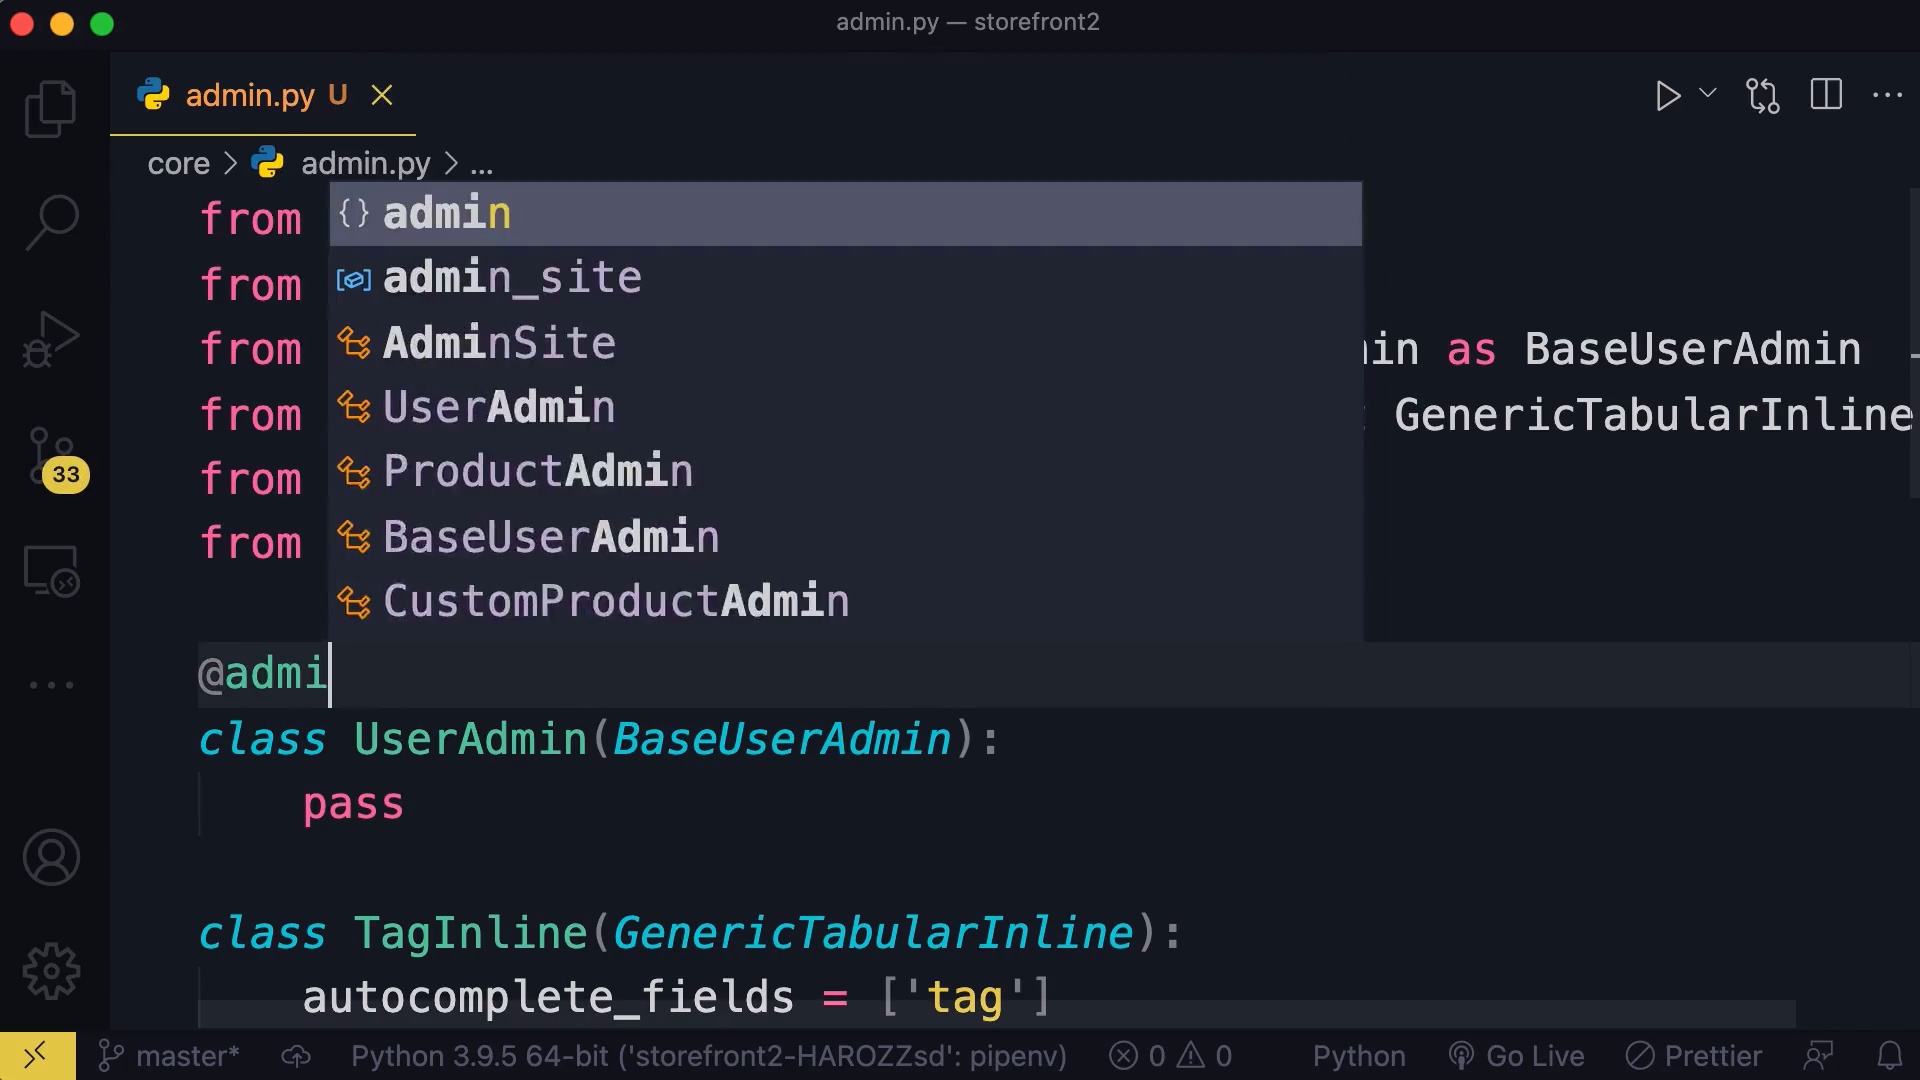 admin.py — storefront2
admin.py U
core > admin.py > ...
from
from
from in as BaseUserAdmin
from GenericTabularInline
from
from
{} admin
admin_site
AdminSite
UserAdmin
ProductAdmin
BaseUserAdmin
CustomProductAdmin
@admi
class UserAdmin(BaseUserAdmin):
pass
class TagInline(GenericTabularInline):
autocomplete_fields = ['tag']
33
master* Python 3.9.5 64-bit ('storefront2-HAROZZsd': pipenv) 0 0 Python Go Live Prettier